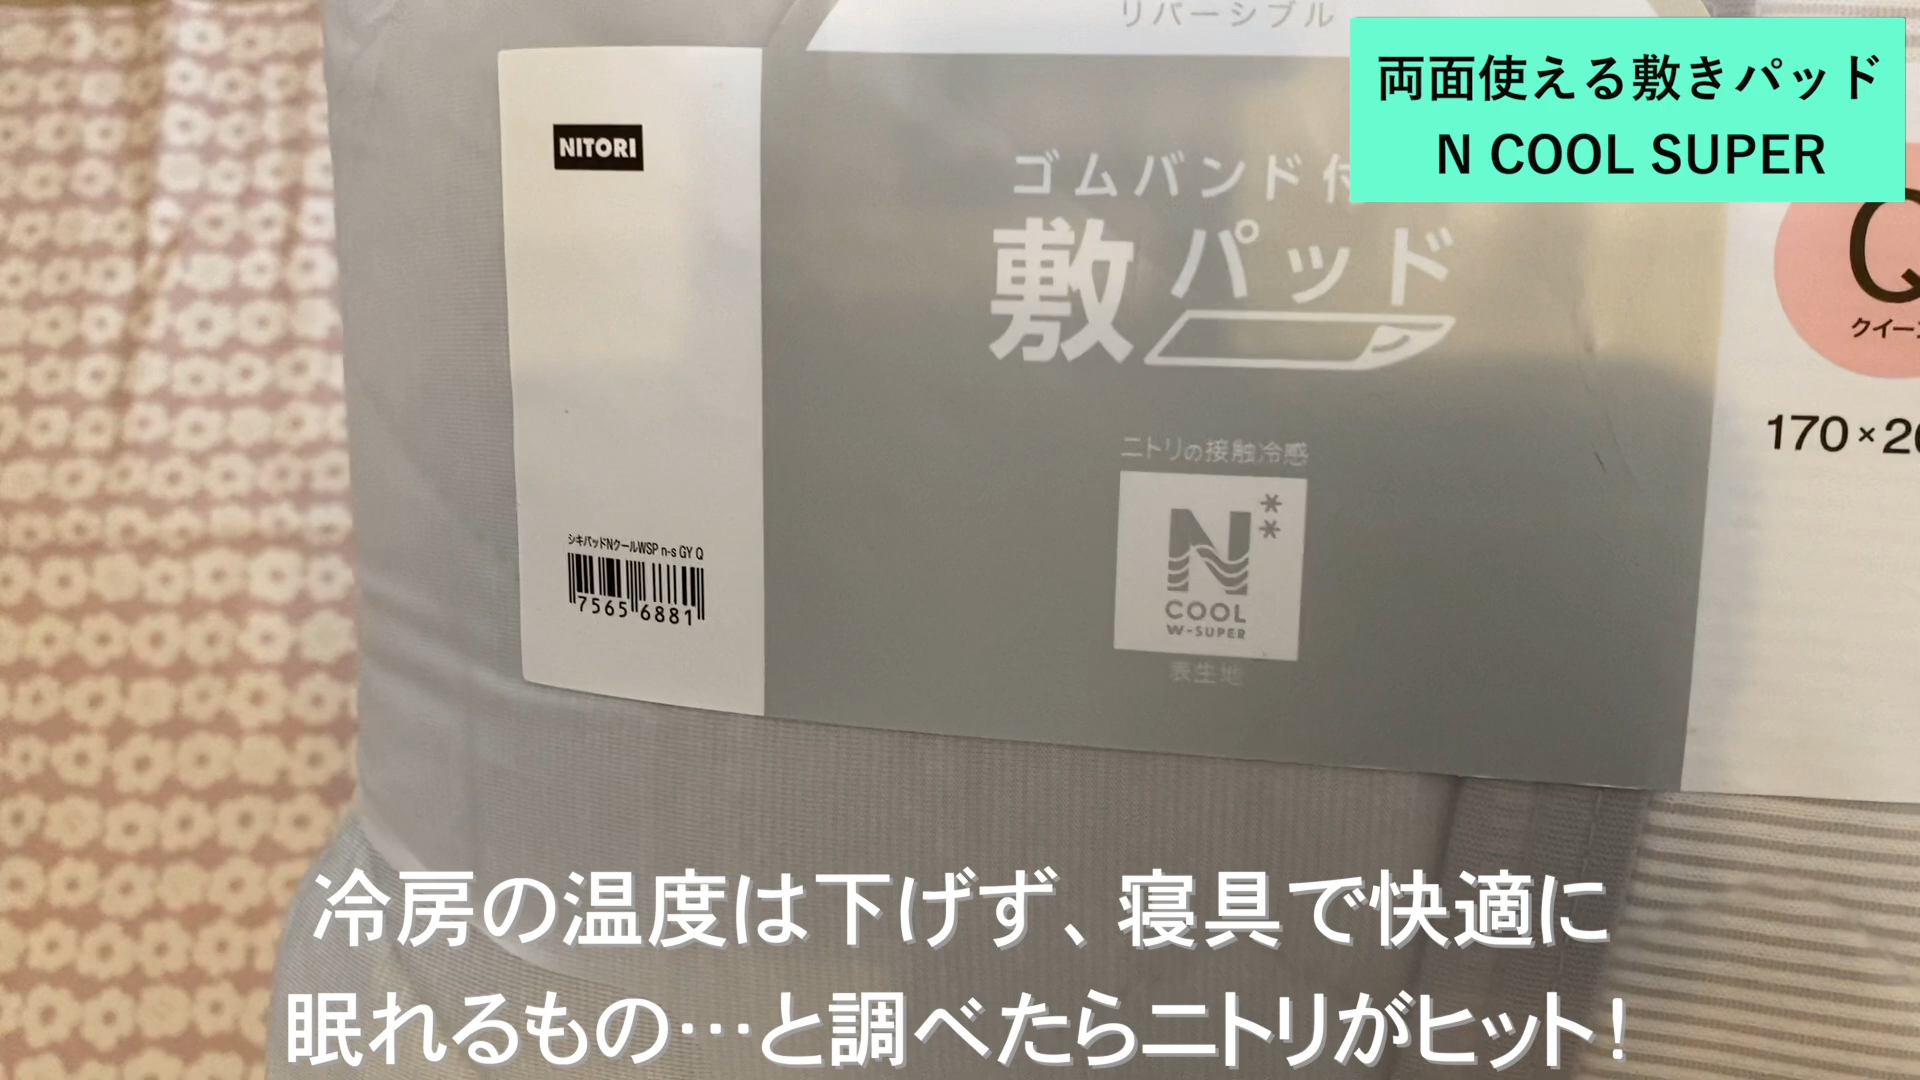 リバーシブル
両面使える敷きパッド
N COOL SUPER
NITORI
ゴムバンド付
敷パッド
Q
170×20
ニトリの接触冷感
N**
COOL
W-SUPER
表生地
シキパッドNクールWSP n-s GY Q
7565 6881
冷房の温度は下げず、寝具で快適に
眠れるもの…と調べたらニトリがヒット!